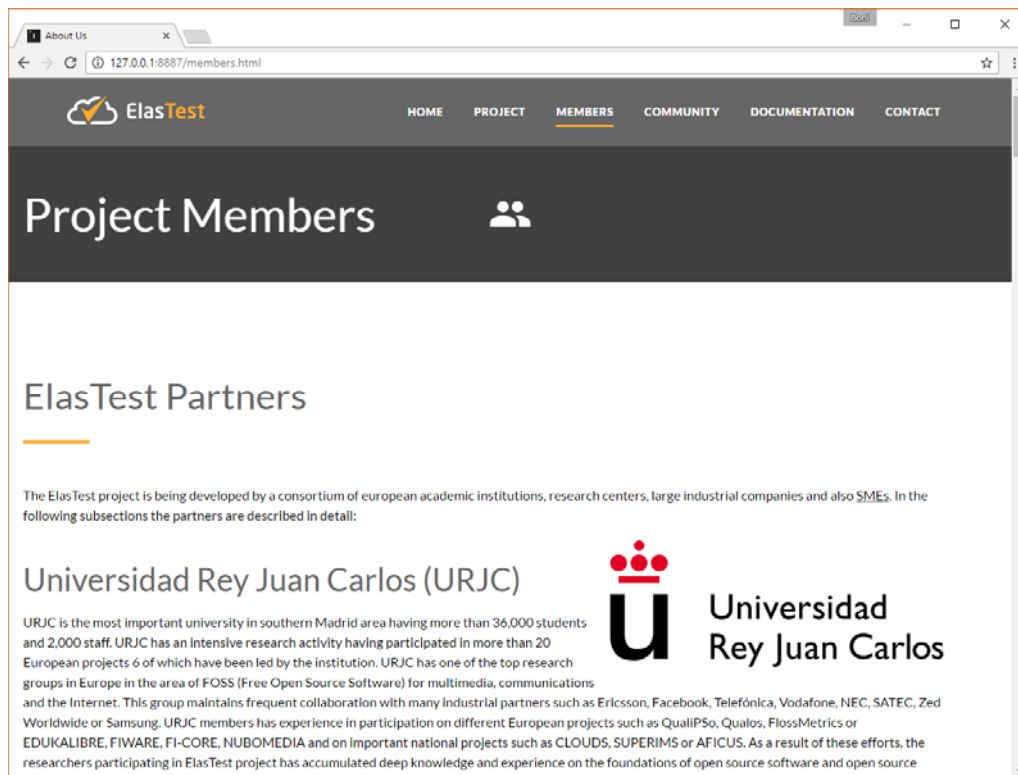 Boni
About Us
127.0.0.1:8887/members.html
ElasTest
HOME PROJECT MEMBERS COMMUNITY DOCUMENTATION CONTACT
Project Members
ElasTest Partners
The ElasTest project is being developed by a consortium of european academic institutions, research centers, large industrial companies and also SMEs. In the
following subsections the partners are described in detail:
Universidad Rey Juan Carlos (URJC)
Universidad
Rey Juan Carlos
URJC is the most important university in southern Madrid area having more than 36,000 students
and 2,000 staff. URJC has an intensive research activity having participated in more than 20
European projects 6 of which have been led by the institution. URJC has one of the top research
groups in Europe in the area of FOSS (Free Open Source Software) for multimedia, communications
and the Internet. This group maintains frequent collaboration with many industrial partners such as Ericsson, Facebook, Telefónica, Vodafone, NEC, SATEC, Zed
Worldwide or Samsung. URJC members has experience in participation on different European projects such as QualiPSo, Qualos, FlossMetrics or
EDUKALIBRE, FIWARE, FI-CORE, NUBOMEDIA and on important national projects such as CLOUDS, SUPERIMS or AFICUS. As a result of these efforts, the
researchers participating in ElasTest project has accumulated deep knowledge and experience on the foundations of open source software and open source